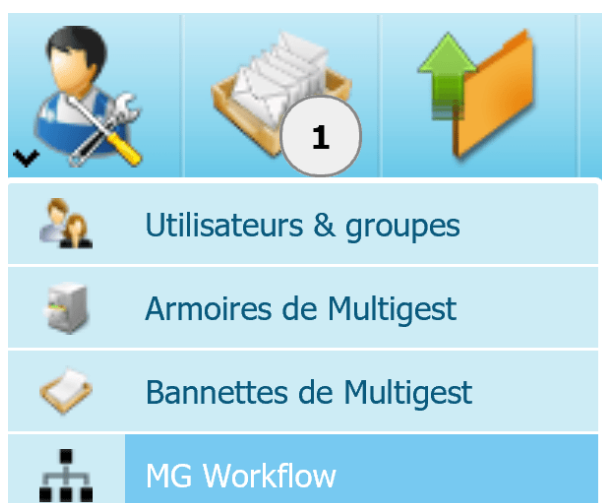 1
Utilisateurs & groupes
Armoires de Multigest
Bannettes de Multigest
MG Workflow